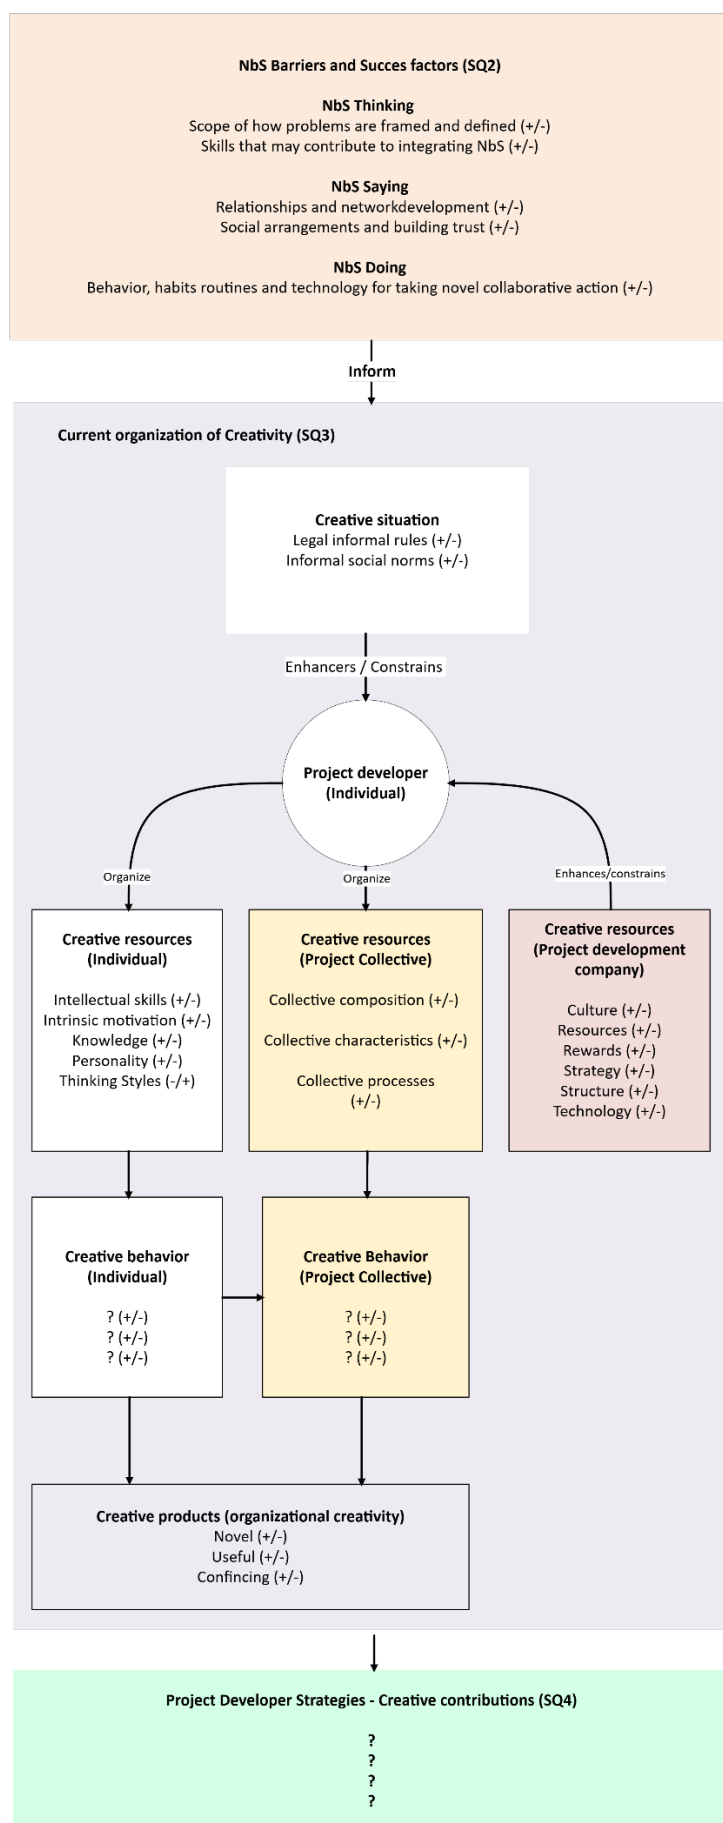 NbS Barriers and Succes factors (SQ2)
NbS Thinking
Scope of how problems are framed and defined (+/-)
Skills that may contribute to integrating NbS (+/-)
NbS Saying
Relationships and networkdevelopment (+/-)
Social arrangements and building trust (+/-)
NbS Doing
Behavior, habits routines and technology for taking novel collaborative action (+/-)
Inform
Current organization of Creativity (SQ3)
Creative situation
Legal informal rules (+/-)
Informal social norms (+/-)
Enhancers / Constrains
Project developer
(Individual)
Organize
Organize
Enhances/constrains
Creative resources
(Individual)
Intellectual skills (+/-)
Intrinsic motivation (+/-)
Knowledge (+/-)
Personality (+/-)
Thinking Styles (-/+)
Creative resources
(Project Collective)
Collective composition (+/-)
Collective characteristics (+/-)
Collective processes
(+/-)
Creative resources
(Project development
company)
Culture (+/-)
Resources (+/-)
Rewards (+/-)
Strategy (+/-)
Structure (+/-)
Technology (+/-)
Creative behavior
(Individual)
? (+/-)
? (+/-)
? (+/-)
Creative Behavior
(Project Collective)
? (+/-)
? (+/-)
? (+/-)
Creative products (organizational creativity)
Novel (+/-)
Useful (+/-)
Confincing (+/-)
Project Developer Strategies - Creative contributions (SQ4)
?
?
?
?